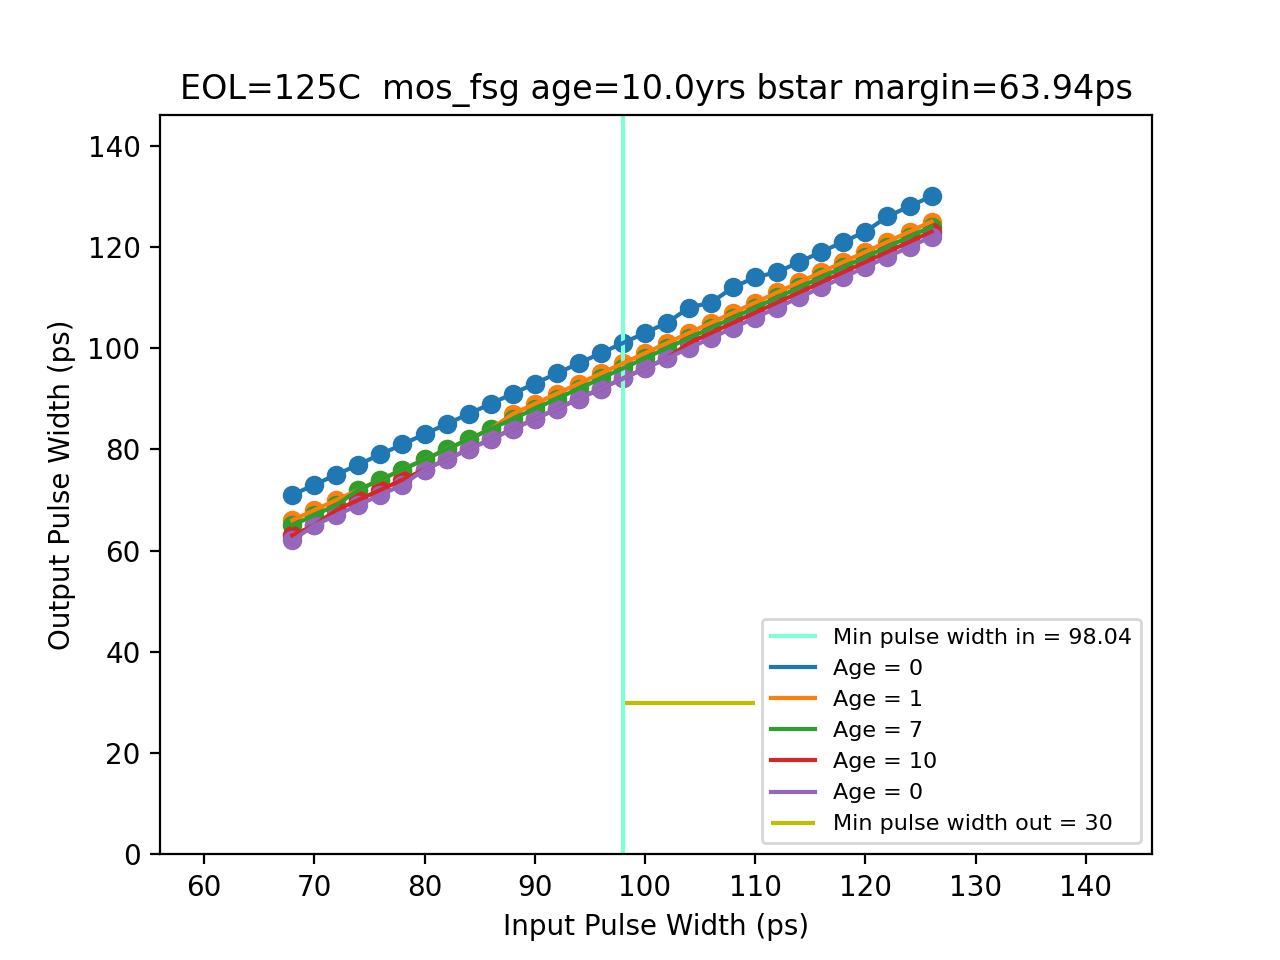 EOL=125C  mos_fsg age=10.0yrs bstar margin=63.94ps
Output Pulse Width (ps)
140
120
100
80
60
40
20
0
Min pulse width in = 98.04
Age = 0
Age = 1
Age = 7
Age = 10
Age = 0
Min pulse width out = 30
60 70 80 90 100 110 120 130 140
Input Pulse Width (ps)